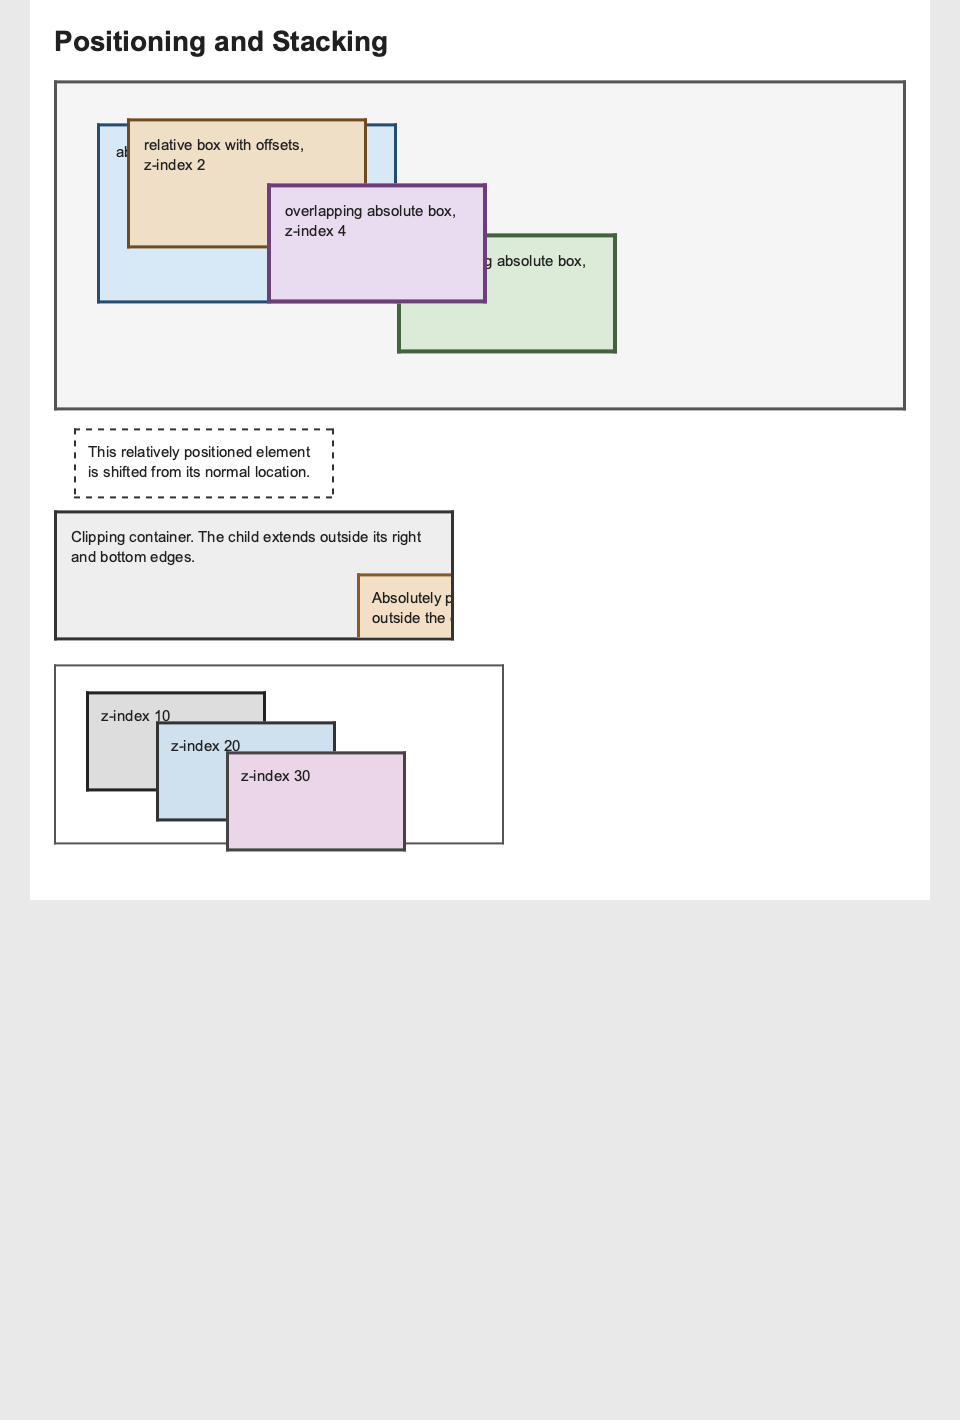 Positioning and Stacking
relative box with offsets,
z-index 2
overlapping absolute box,
z-index 4
absolute box,
This relatively positioned element
is shifted from its normal location.
Clipping container. The child extends outside its right
and bottom edges.
Absolutely
outside the
z-index 10
z-index 20
z-index 30